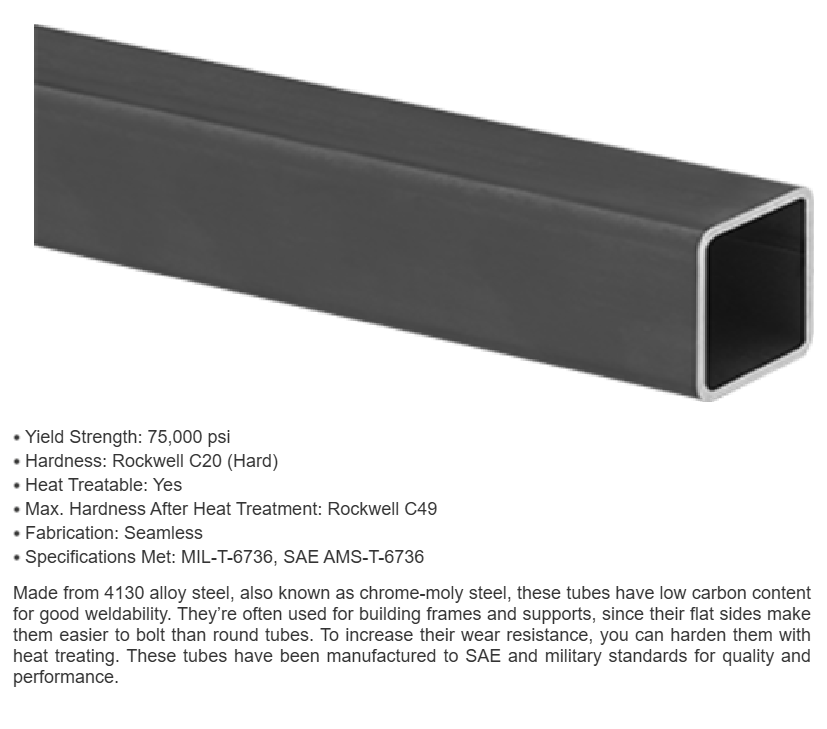 • Yield Strength: 75,000 psi
• Hardness: Rockwell C20 (Hard)
• Heat Treatable: Yes
• Max. Hardness After Heat Treatment: Rockwell C49
• Fabrication: Seamless
• Specifications Met: MIL-T-6736, SAE AMS-T-6736
Made from 4130 alloy steel, also known as chrome-moly steel, these tubes have low carbon content
for good weldability. They’re often used for building frames and supports, since their flat sides make
them easier to bolt than round tubes. To increase their wear resistance, you can harden them with
heat treating. These tubes have been manufactured to SAE and military standards for quality and
performance.